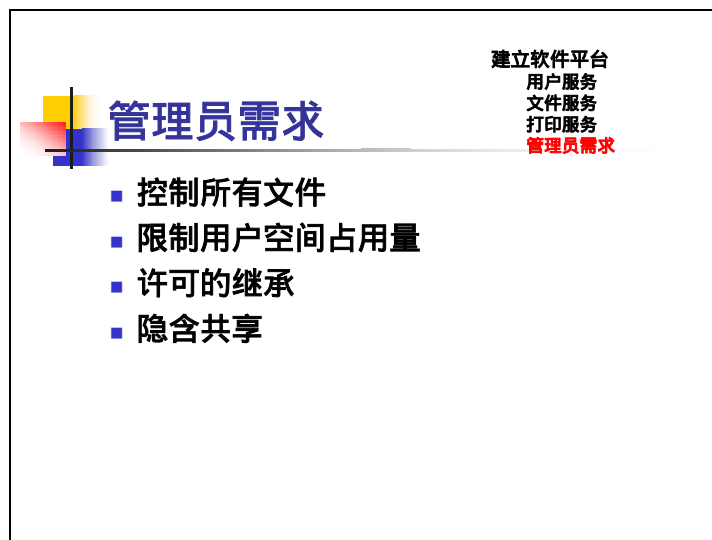 建立软件平台
用户服务
文件服务
打印服务
管理员需求
管理员需求
控制所有文件
限制用户空间占用量
许可的继承
隐含共享